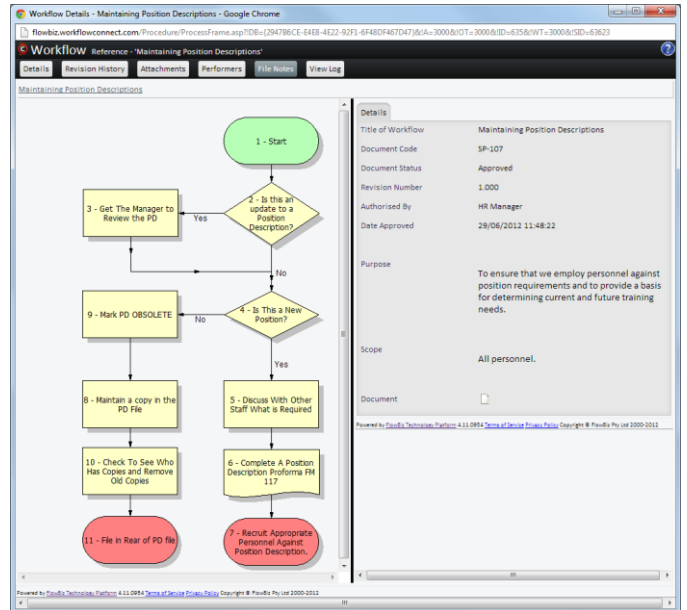 Workflow Details - Maintaining Position Descriptions - Google Chrome
flowbiz.workflowconnect.com/Procedure/ProcessFrame.asp?!DB={294786CE-E4E8-4E22-92F1-6F48DF467D47}&!A=3000&!OT=3000&!ID=635&!WT=3000&!SID=63623
Workflow Reference - 'Maintaining Position Descriptions'
Details Revision History Attachments Performers File Notes View Log
Maintaining Position Descriptions
1 - Start
2 - Is this an
update to a
Position
Description?
Yes
3 - Get The Manager to
Review the PD
No
4 - Is This a New
Position?
No
9 - Mark PD OBSOLETE
Yes
8 - Maintain a copy in the
PD File
5 - Discuss With Other
Staff What is Required
10 - Check To See Who
Has Copies and Remove
Old Copies
6 - Complete A Position
Description Proforma FM
117
11 - File in Rear of PD file
7 - Recruit Appropriate
Personnel Against
Position Description.
Details
Title of Workflow Maintaining Position Descriptions
Document Code SP-107
Document Status Approved
Revision Number 1.000
Authorised By HR Manager
Date Approved 29/06/2012 11:48:22
Purpose
To ensure that we employ personnel against
position requirements and to provide a basis
for determining current and future training
needs.
Scope
All personnel.
Document
Powered by FlowBiz Technology Platform 4.11.0954 Terms of Service Privacy Policy Copyright © FlowBiz Pty Ltd 2000-2012
Powered by FlowBiz Technology Platform 4.11.0954 Terms of Service Privacy Policy Copyright © FlowBiz Pty Ltd 2000-2012